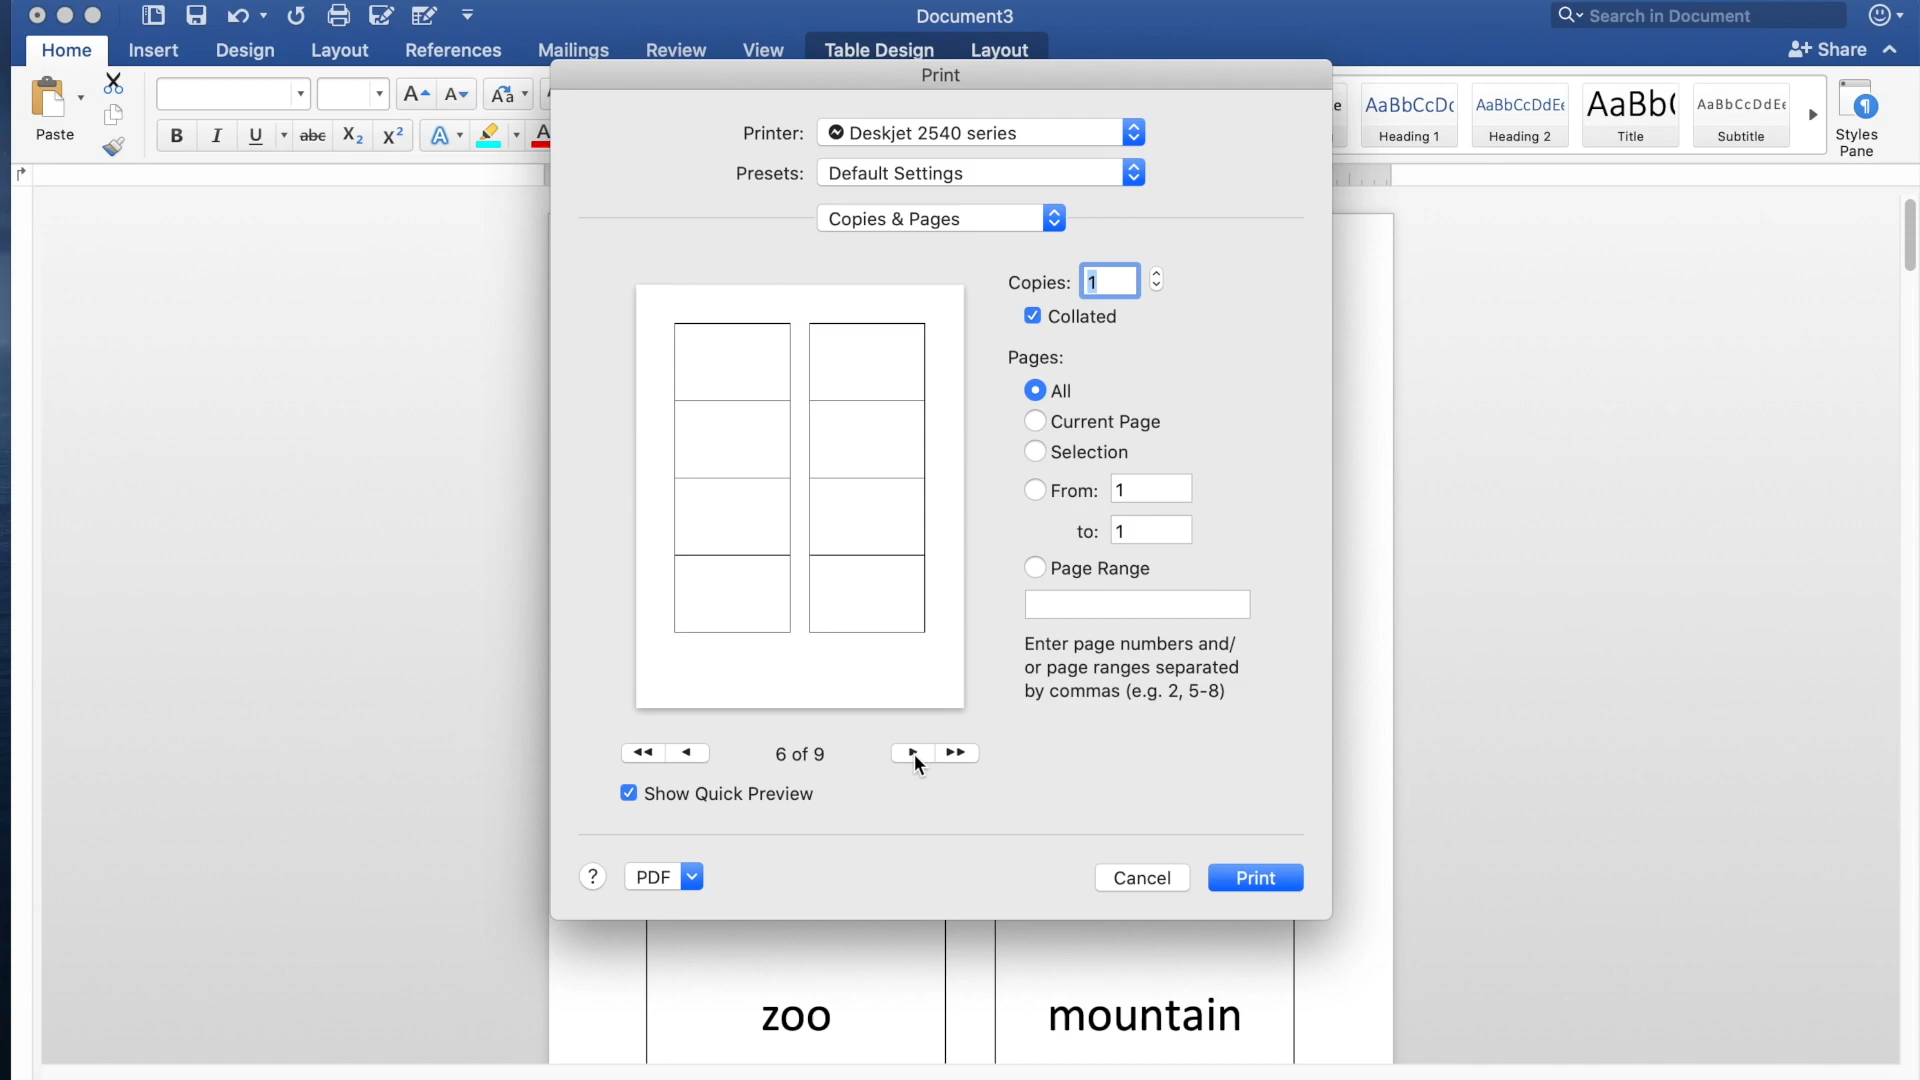 Document3
Search in Document
Home Insert Design Layout References Mailings Review View Table Design Layout
Share
Print
Paste
AaBbCcDc AaBbCcDdEe AaBb( AaBbCcDdEe
Heading 1 Heading 2 Title Subtitle
Styles
Pane
B I U abc X₂ X² A A
Printer: Deskjet 2540 series
Presets: Default Settings
Copies & Pages
Copies: 1
Collated
Pages:
All
Current Page
Selection
From: 1
to: 1
Page Range
Enter page numbers and/
or page ranges separated
by commas (e.g. 2, 5-8)
6 of 9
Show Quick Preview
? PDF Cancel Print
zoo mountain